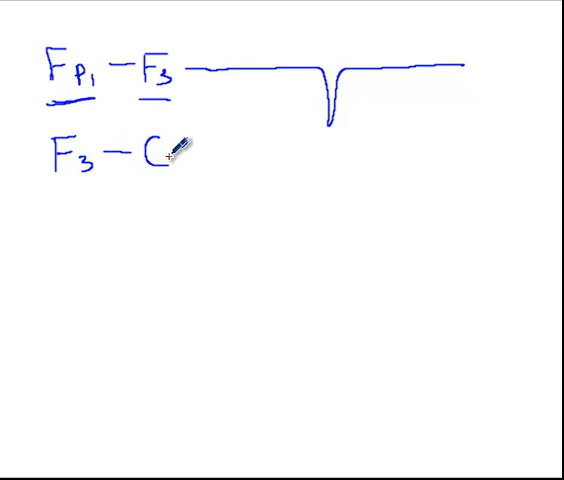 Fp₁ – F₃
F₃ – C